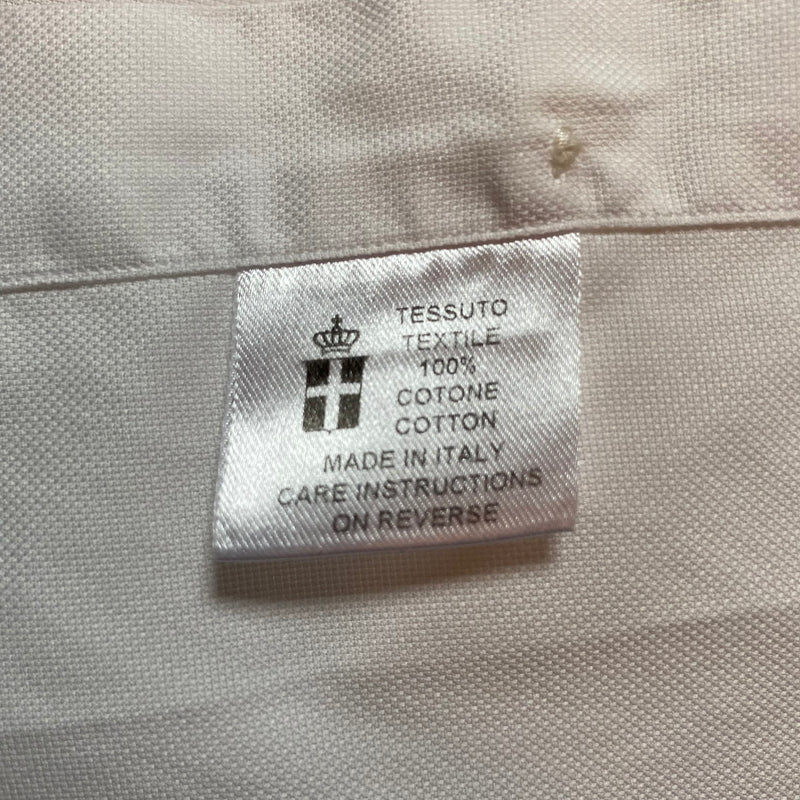 TESSUTO
TEXTILE
100%
COTONE
COTTON
MADE IN ITALY
CARE INSTRUCTIONS
ON REVERSE